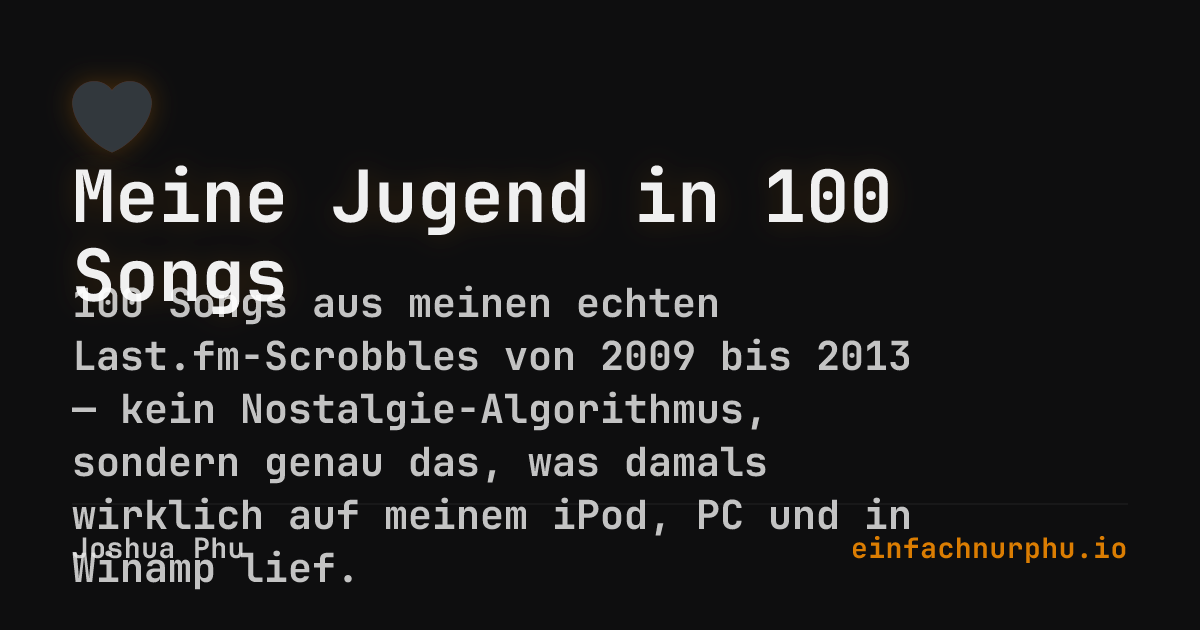 Meine Jugend in 100
Songs
100 Songs aus meinen echten
Last.fm-Scrobbles von 2009 bis 2013
— kein Nostalgie-Algorithmus,
sondern genau das, was damals
wirklich auf meinem iPod, PC und in
Winamp lief.
Joshua Phu
einfachnurphu.io